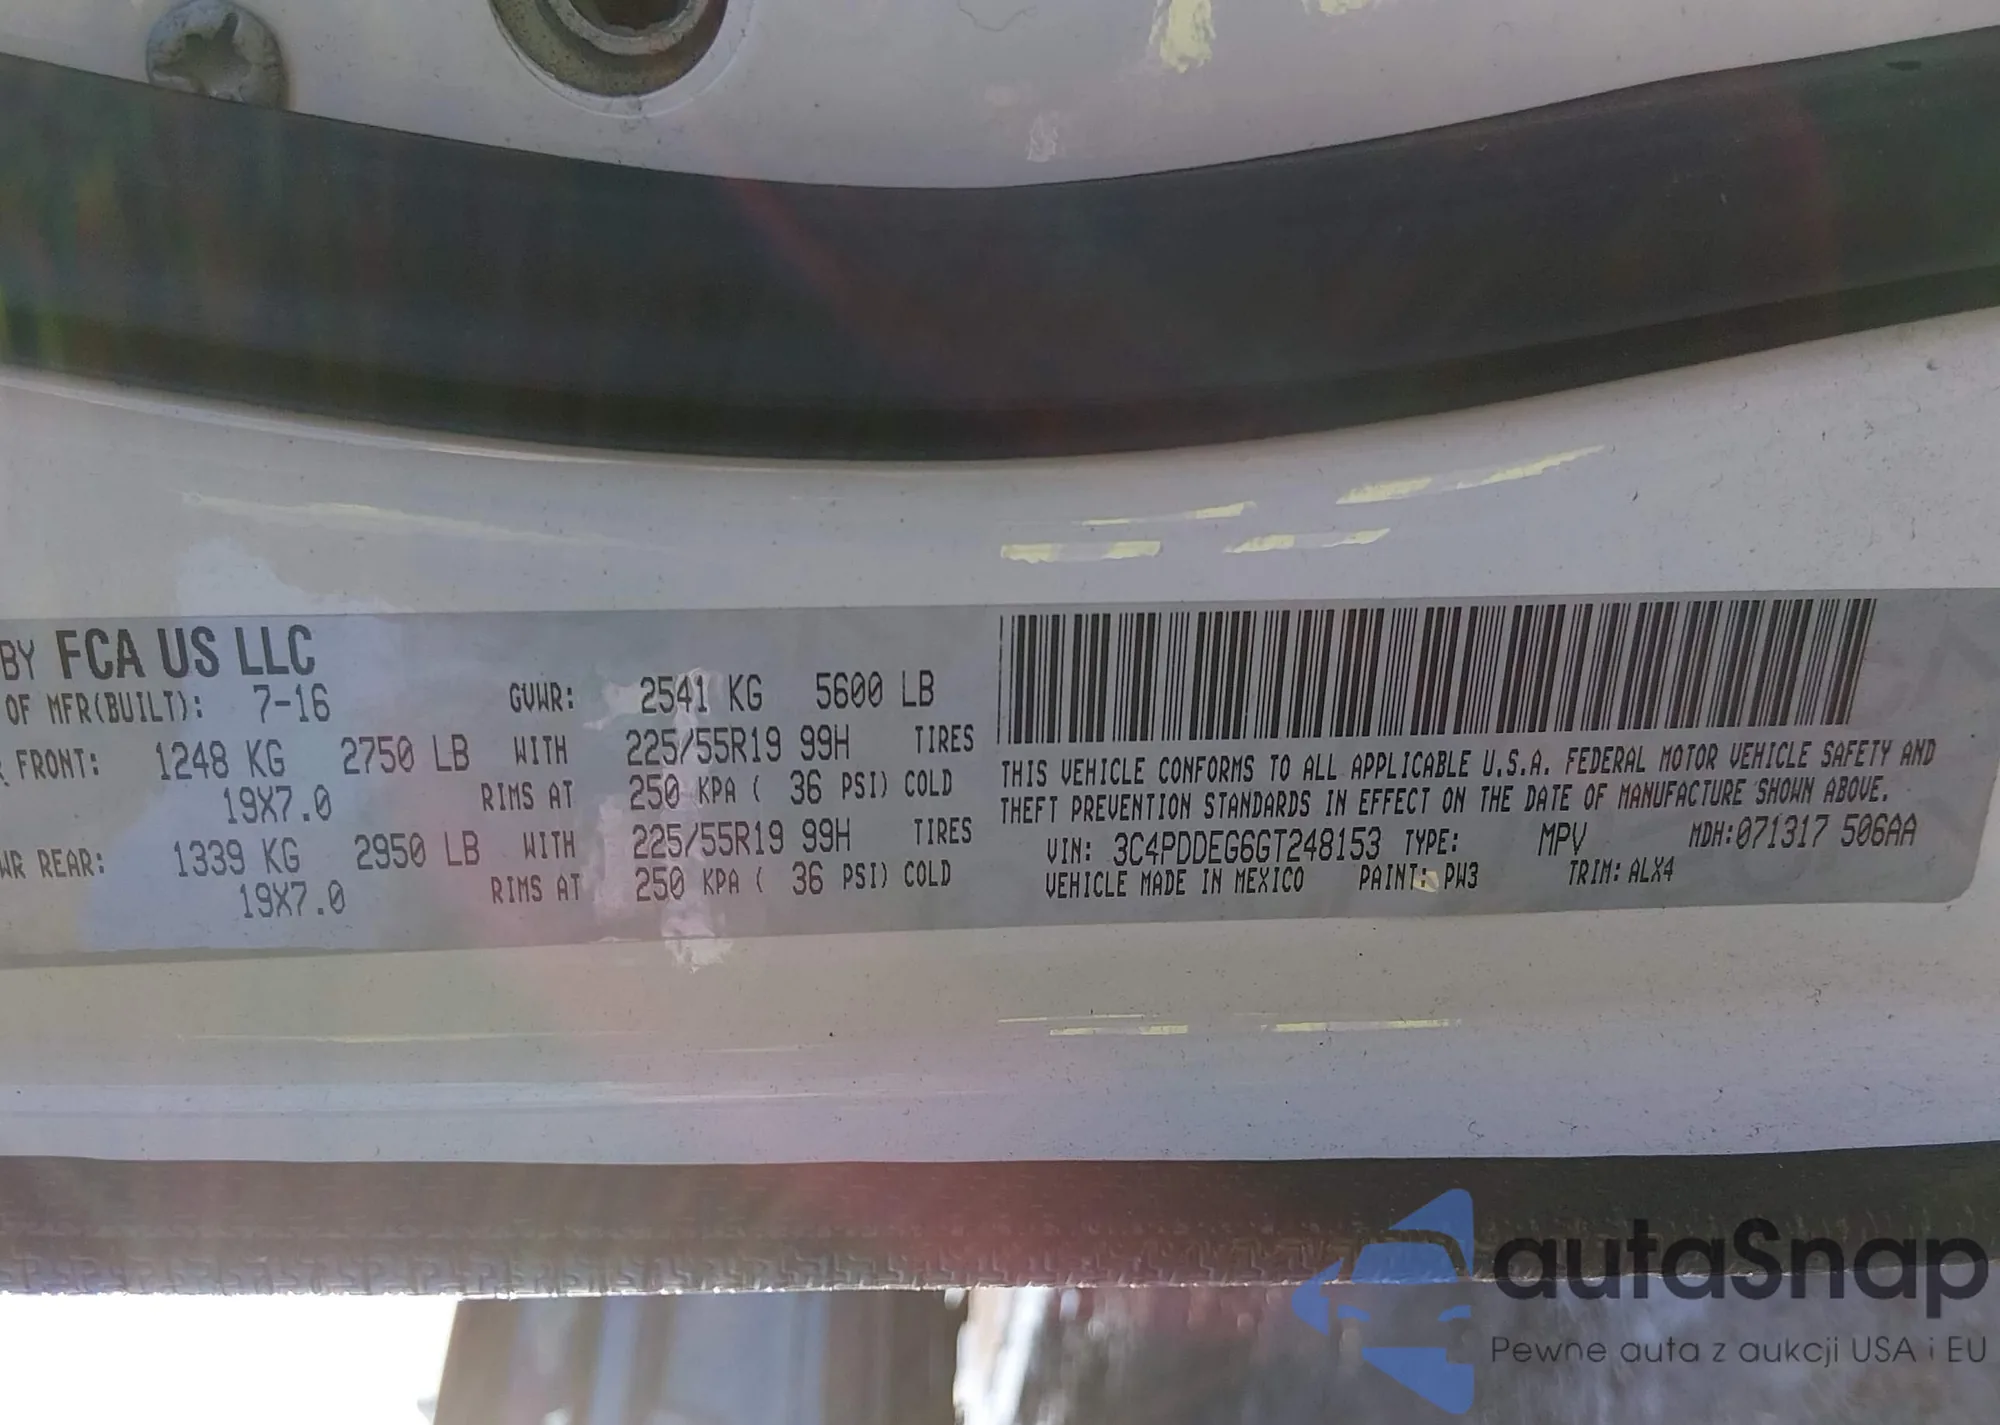 BY FCA US LLC
OF MFR(BUILT): 7-16 GVWR: 2541 KG 5600 LB
R FRONT: 1248 KG 2750 LB WITH 225/55R19 99H TIRES
19X7.0 RIMS AT 250 KPA ( 36 PSI) COLD
WR REAR: 1339 KG 2950 LB WITH 225/55R19 99H TIRES
19X7.0 RIMS AT 250 KPA ( 36 PSI) COLD
THIS VEHICLE CONFORMS TO ALL APPLICABLE U.S.A. FEDERAL MOTOR VEHICLE SAFETY AND
THEFT PREVENTION STANDARDS IN EFFECT ON THE DATE OF MANUFACTURE SHOWN ABOVE.
VIN: 3C4PDDEG6GT248153 TYPE: MPV MDH:071317 506AA
VEHICLE MADE IN MEXICO PAINT: PW3 TRIM: ALX4
autaSnap
Pewne auta z aukcji USA i EU